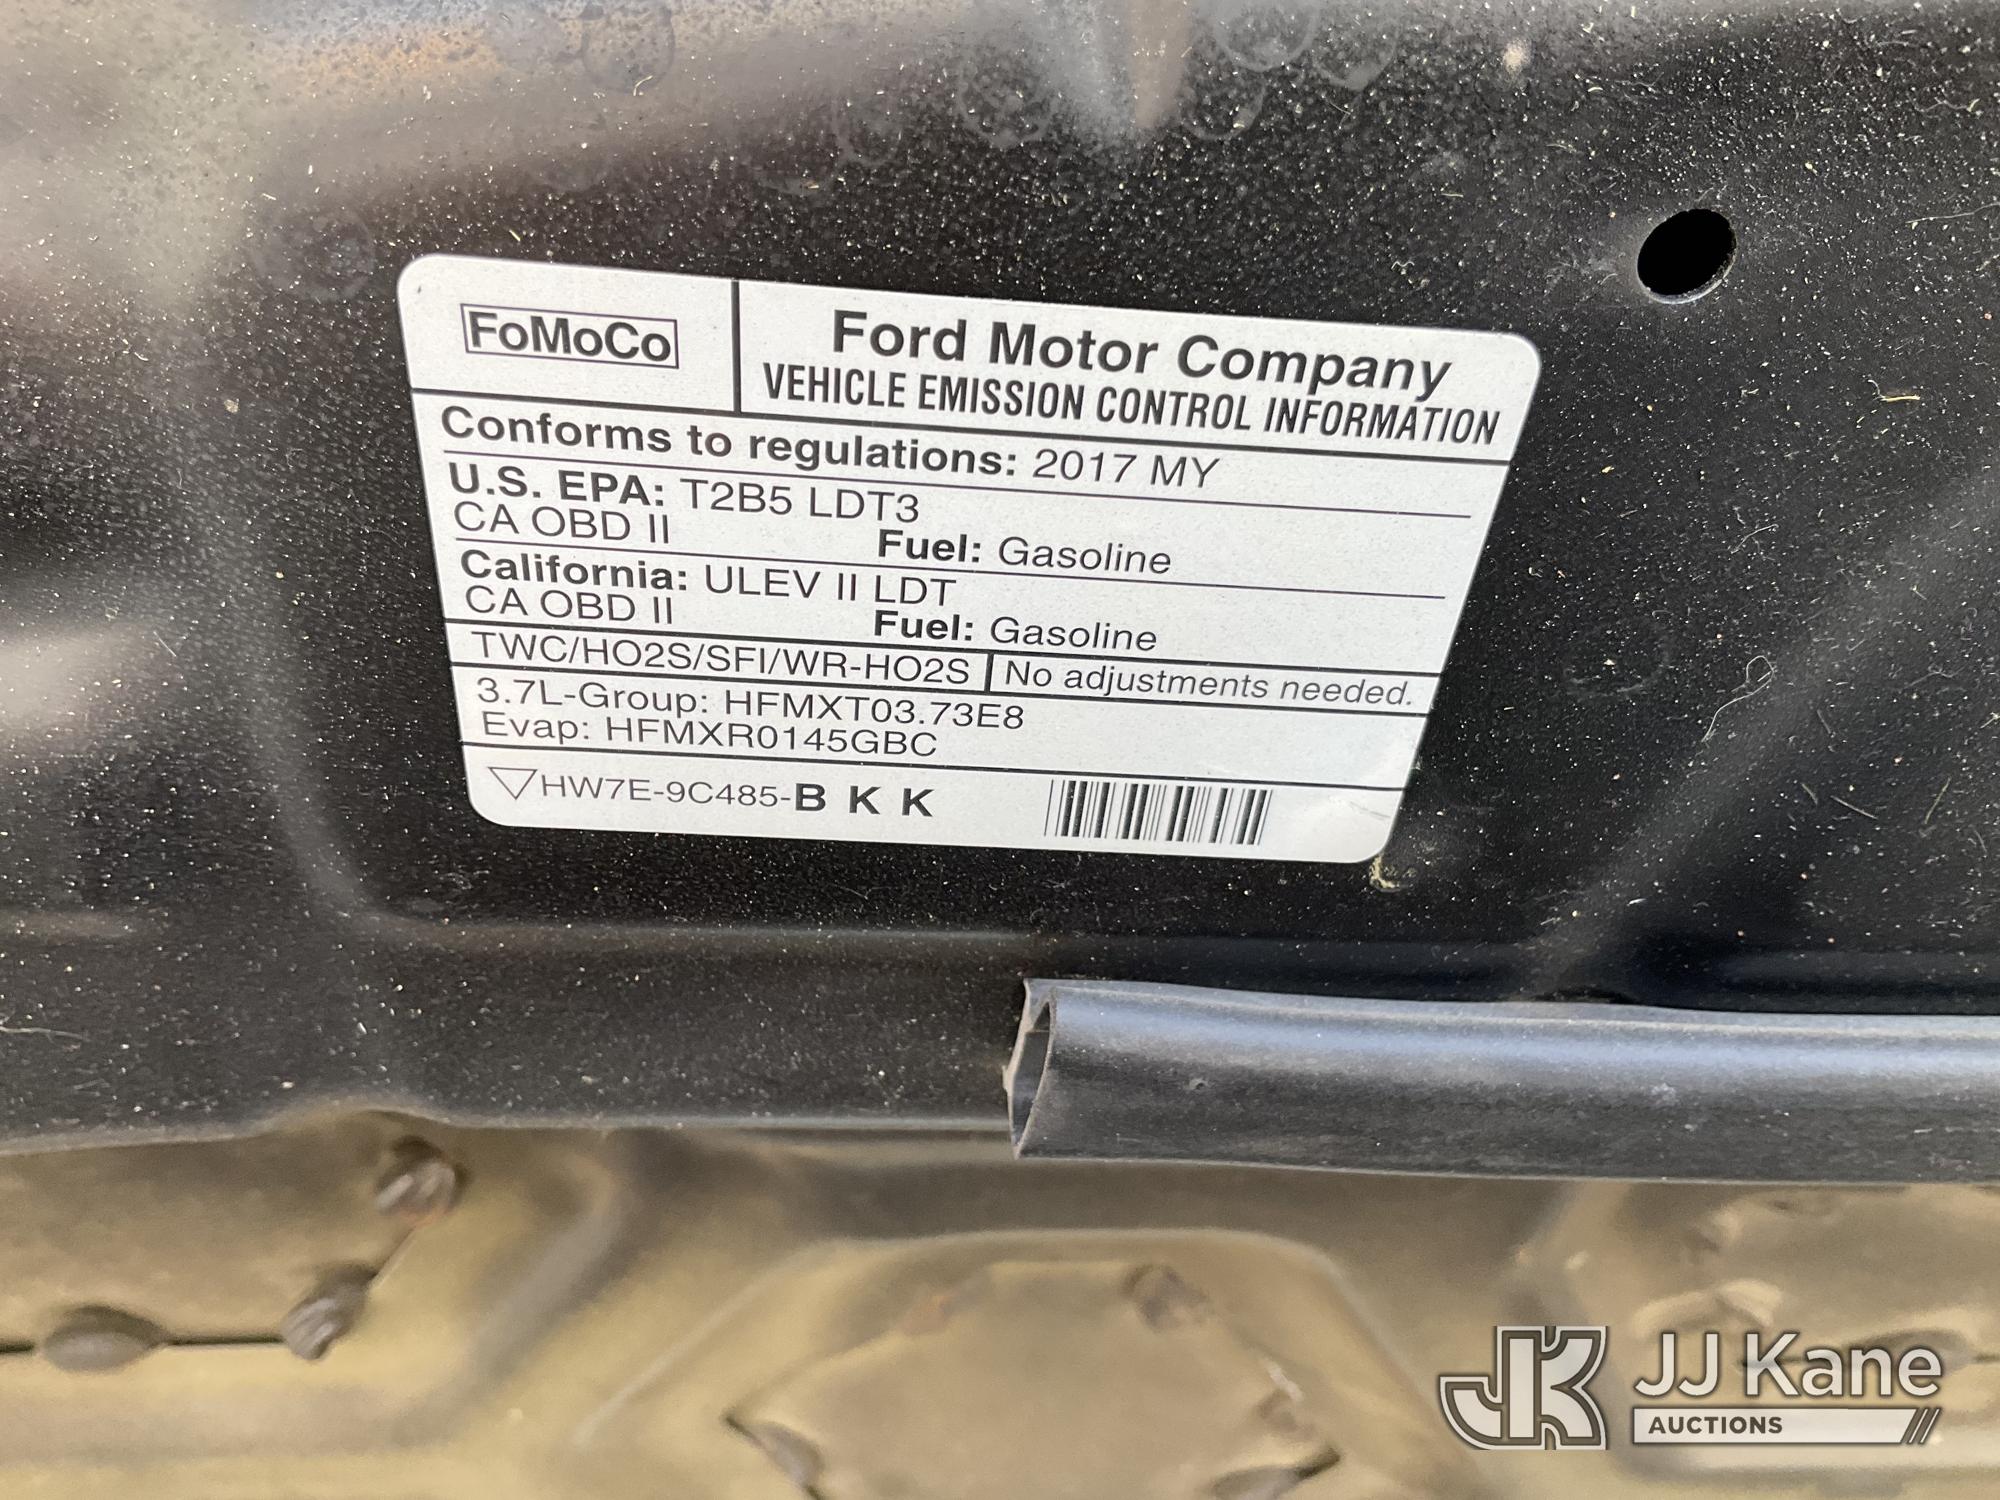 FoMoCo
Ford Motor Company
VEHICLE EMISSION CONTROL INFORMATION
Conforms to regulations: 2017 MY
U.S. EPA: T2B5 LDT3
CA OBD II Fuel: Gasoline
California: ULEV II LDT
CA OBD II Fuel: Gasoline
TWC/HO2S/SFI/WR-HO2S No adjustments needed.
3.7L-Group: HFMXT03.73E8
Evap: HFMXR0145GBC
HW7E-9C485-B K K
JK JJ Kane
AUCTIONS